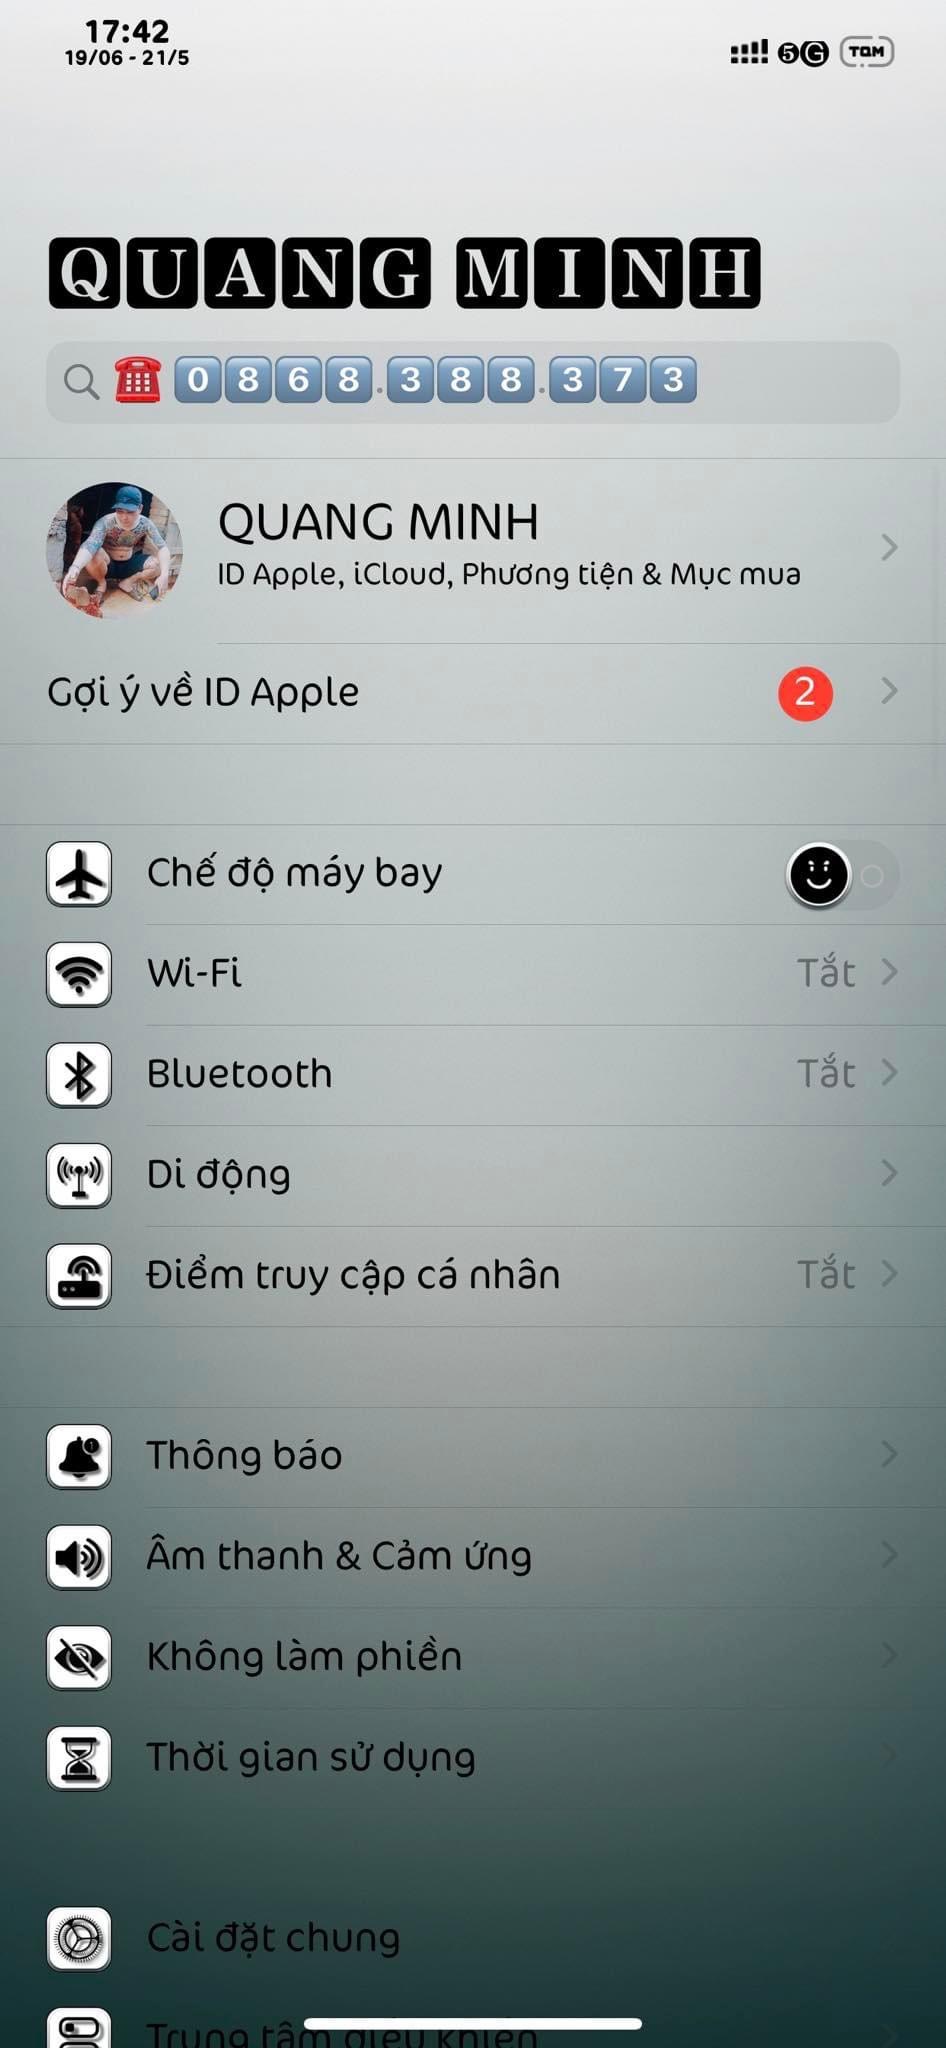 17:42
19/06 - 21/5
5G TQM
QUANG MINH
0868.388.373
QUANG MINH
ID Apple, iCloud, Phương tiện & Mục mua
Gợi ý về ID Apple 2
Chế độ máy bay
Wi-Fi Tắt
Bluetooth Tắt
Di động
Điểm truy cập cá nhân Tắt
1
Thông báo
Âm thanh & Cảm ứng
Không làm phiền
Thời gian sử dụng
Cài đặt chung
Trung tâm điều khiển